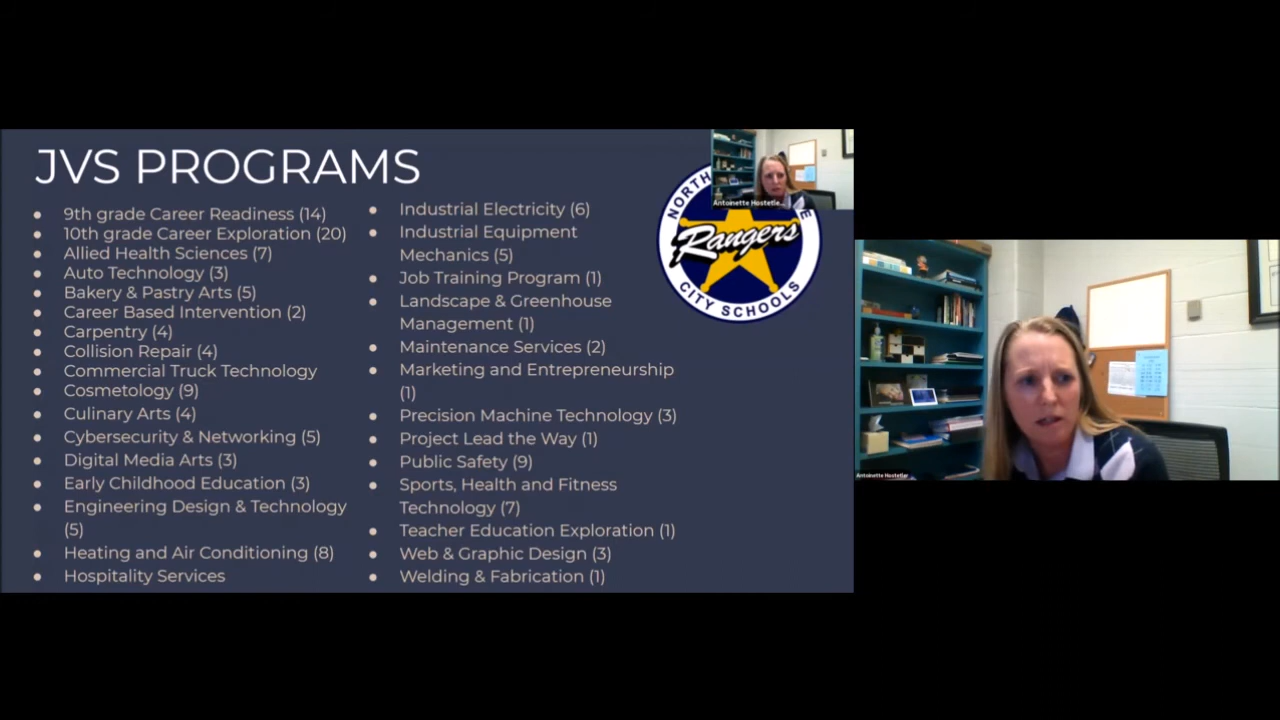 JVS PROGRAMS
9th grade Career Readiness (14)
10th grade Career Exploration (20)
Allied Health Sciences (7)
Auto Technology (3)
Bakery & Pastry Arts (5)
Career Based Intervention (2)
Carpentry (4)
Collision Repair (4)
Commercial Truck Technology
Cosmetology (9)
Culinary Arts (4)
Cybersecurity & Networking (5)
Digital Media Arts (3)
Early Childhood Education (3)
Engineering Design & Technology
(5)
Heating and Air Conditioning (8)
Hospitality Services
Industrial Electricity (6)
Industrial Equipment
Mechanics (5)
Job Training Program (1)
Landscape & Greenhouse
Management (1)
Maintenance Services (2)
Marketing and Entrepreneurship
(1)
Precision Machine Technology (3)
Project Lead the Way (1)
Public Safety (9)
Sports, Health and Fitness
Technology (7)
Teacher Education Exploration (1)
Web & Graphic Design (3)
Welding & Fabrication (1)
Antoinette Hostetle...
NORTH
Rangers
CITY SCHOOLS
Antoinette Hostetler